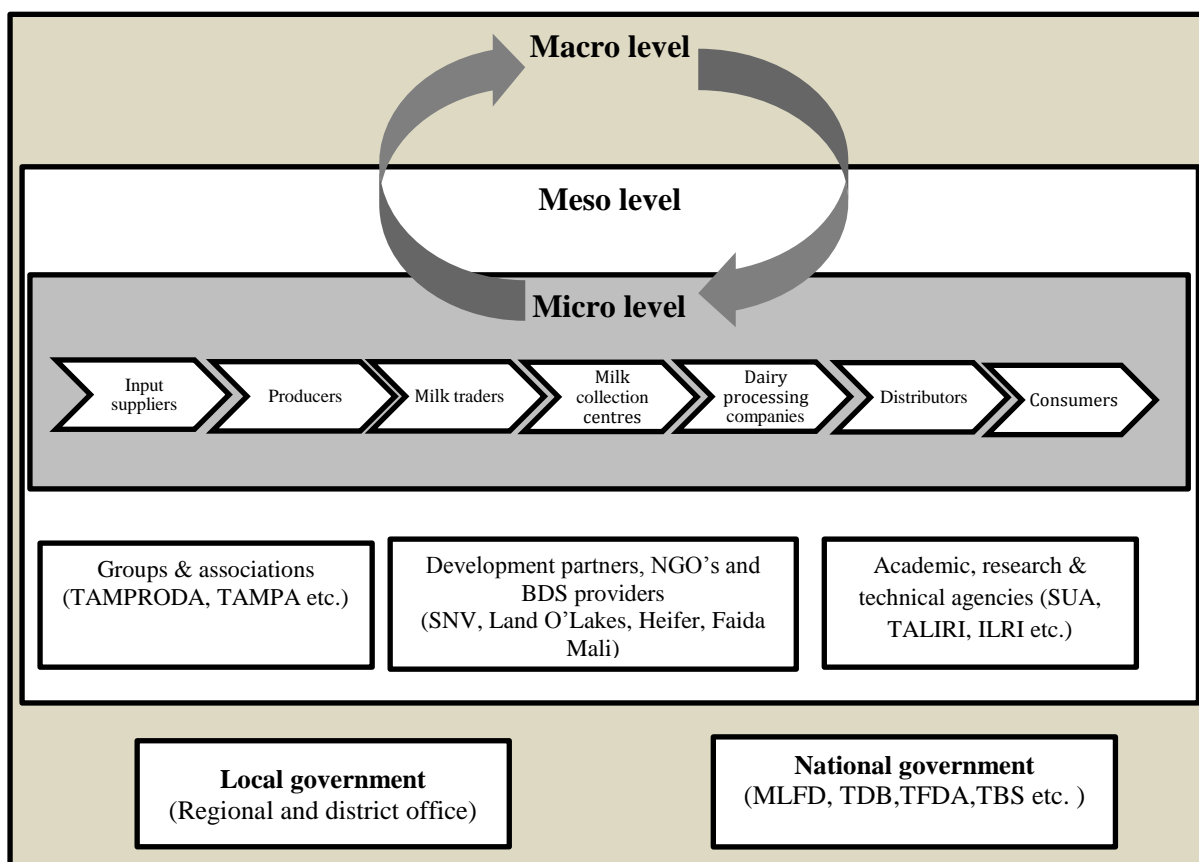 Macro level
Meso level
Micro level
Input
suppliers
Producers
Milk traders
Milk
collection
centres
Dairy
processing
companies
Distributors
Consumers
Groups & associations
(TAMPRODA, TAMPA etc.)
Development partners, NGO’s and
BDS providers
(SNV, Land O’Lakes, Heifer, Faida
Mali)
Academic, research &
technical agencies (SUA,
TALIRI, ILRI etc.)
Local government
(Regional and district office)
National government
(MLFD, TDB,TFDA,TBS etc. )